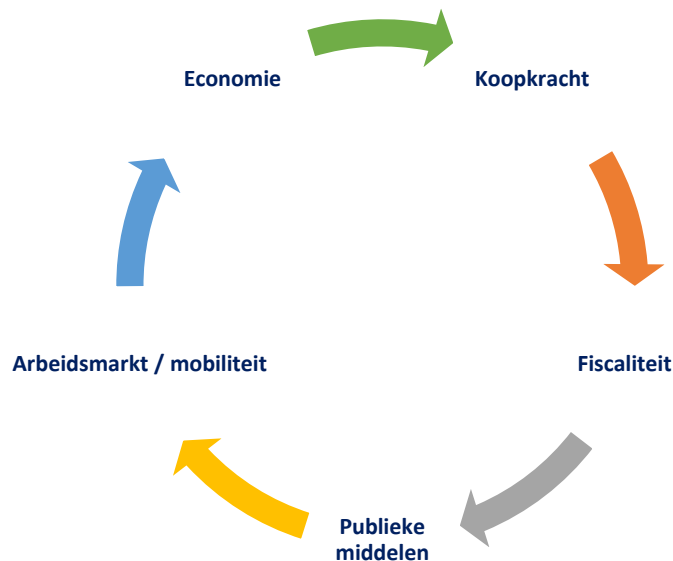 Economie
Koopkracht
Arbeidsmarkt / mobiliteit
Fiscaliteit
Publieke
middelen